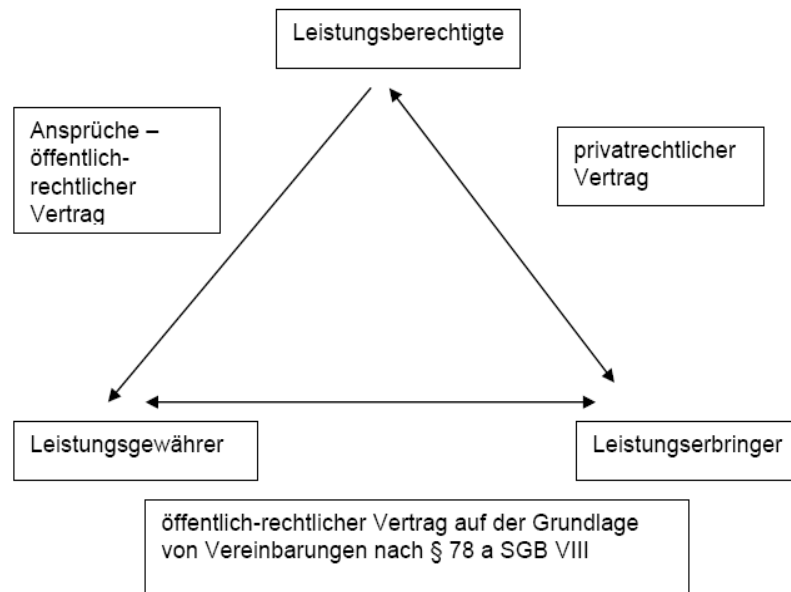 Leistungsberechtigte
Ansprüche –
öffentlich-
rechtlicher
Vertrag
privatrechtlicher
Vertrag
Leistungsgewährer
Leistungserbringer
öffentlich-rechtlicher Vertrag auf der Grundlage
von Vereinbarungen nach § 78 a SGB VIII